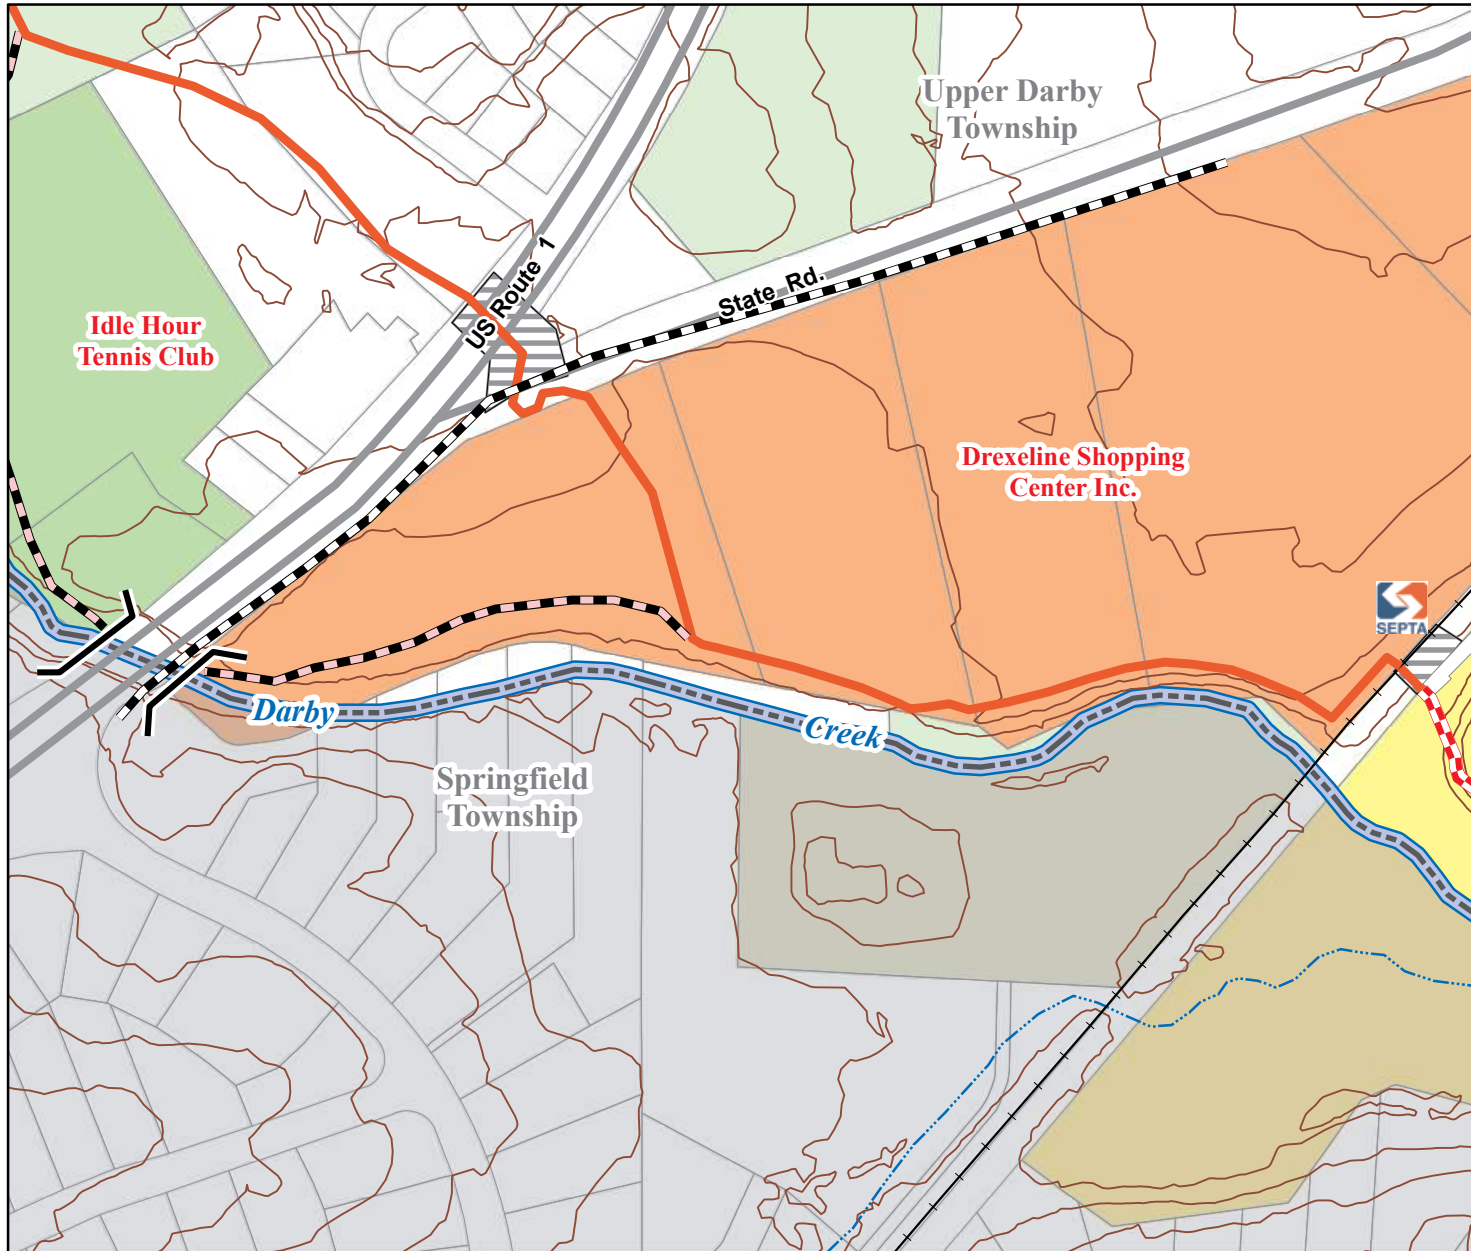 Upper Darby
Township
US Route 1
State Rd.
Idle Hour
Tennis Club
Drexeline Shopping
Center Inc.
SEPTA
Darby
Creek
Springfield
Township